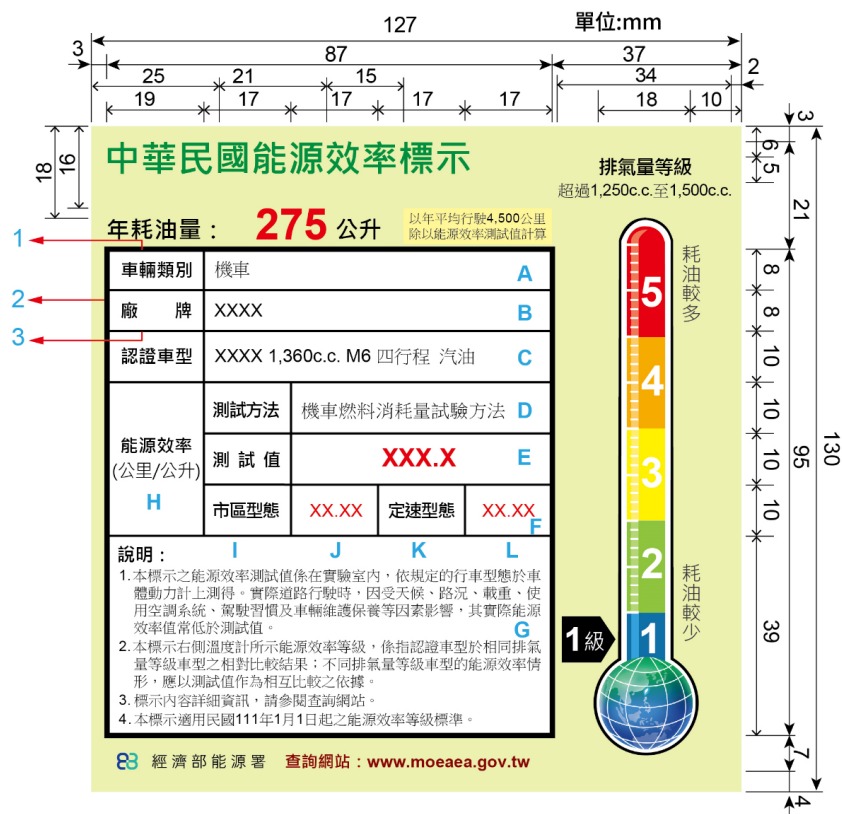 單位:mm
127
3 87 37
25 21 15 34 2
19 17 17 17 17 18 10
3
18 16 6 5 21
中華民國能源效率標示
排氣量等級
超過1,250c.c.至1,500c.c.
年耗油量： 275 公升
以年平均行駛4,500公里
除以能源效率測試值計算
1
2
3
車輛類別 機車 A
廠 牌 XXXX B
認證車型 XXXX 1,360c.c. M6 四行程 汽油 C
能源效率
(公里/公升)
H
測試方法 機車燃料消耗量試驗方法 D
測試值 XXX.X E
市區型態 XX.XX 定速型態 XX.XX F
I J K L
說明：
1.本標示之能源效率測試值係在實驗室內，依規定的行車型態於車
體動力計上測得。實際道路行駛時，因受天候、路況、載重、使
用空調系統、駕駛習慣及車輛維護保養等因素影響，其實際能源
效率值常低於測試值。 G
2.本標示右側溫度計所示能源效率等級，係指認證車型於相同排氣
量等級車型之相對比較結果；不同排氣量等級車型的能源效率情
形，應以測試值作為相互比較之依據。
3.標示內容詳細資訊，請參閱查詢網站。
4.本標示適用民國111年1月1日起之能源效率等級標準。
經濟部能源署 查詢網站：www.moeaea.gov.tw
耗油較多
5
4
3
2
1
耗油較少
1級
8
8
10
10
10
10
39
95
130
7
4